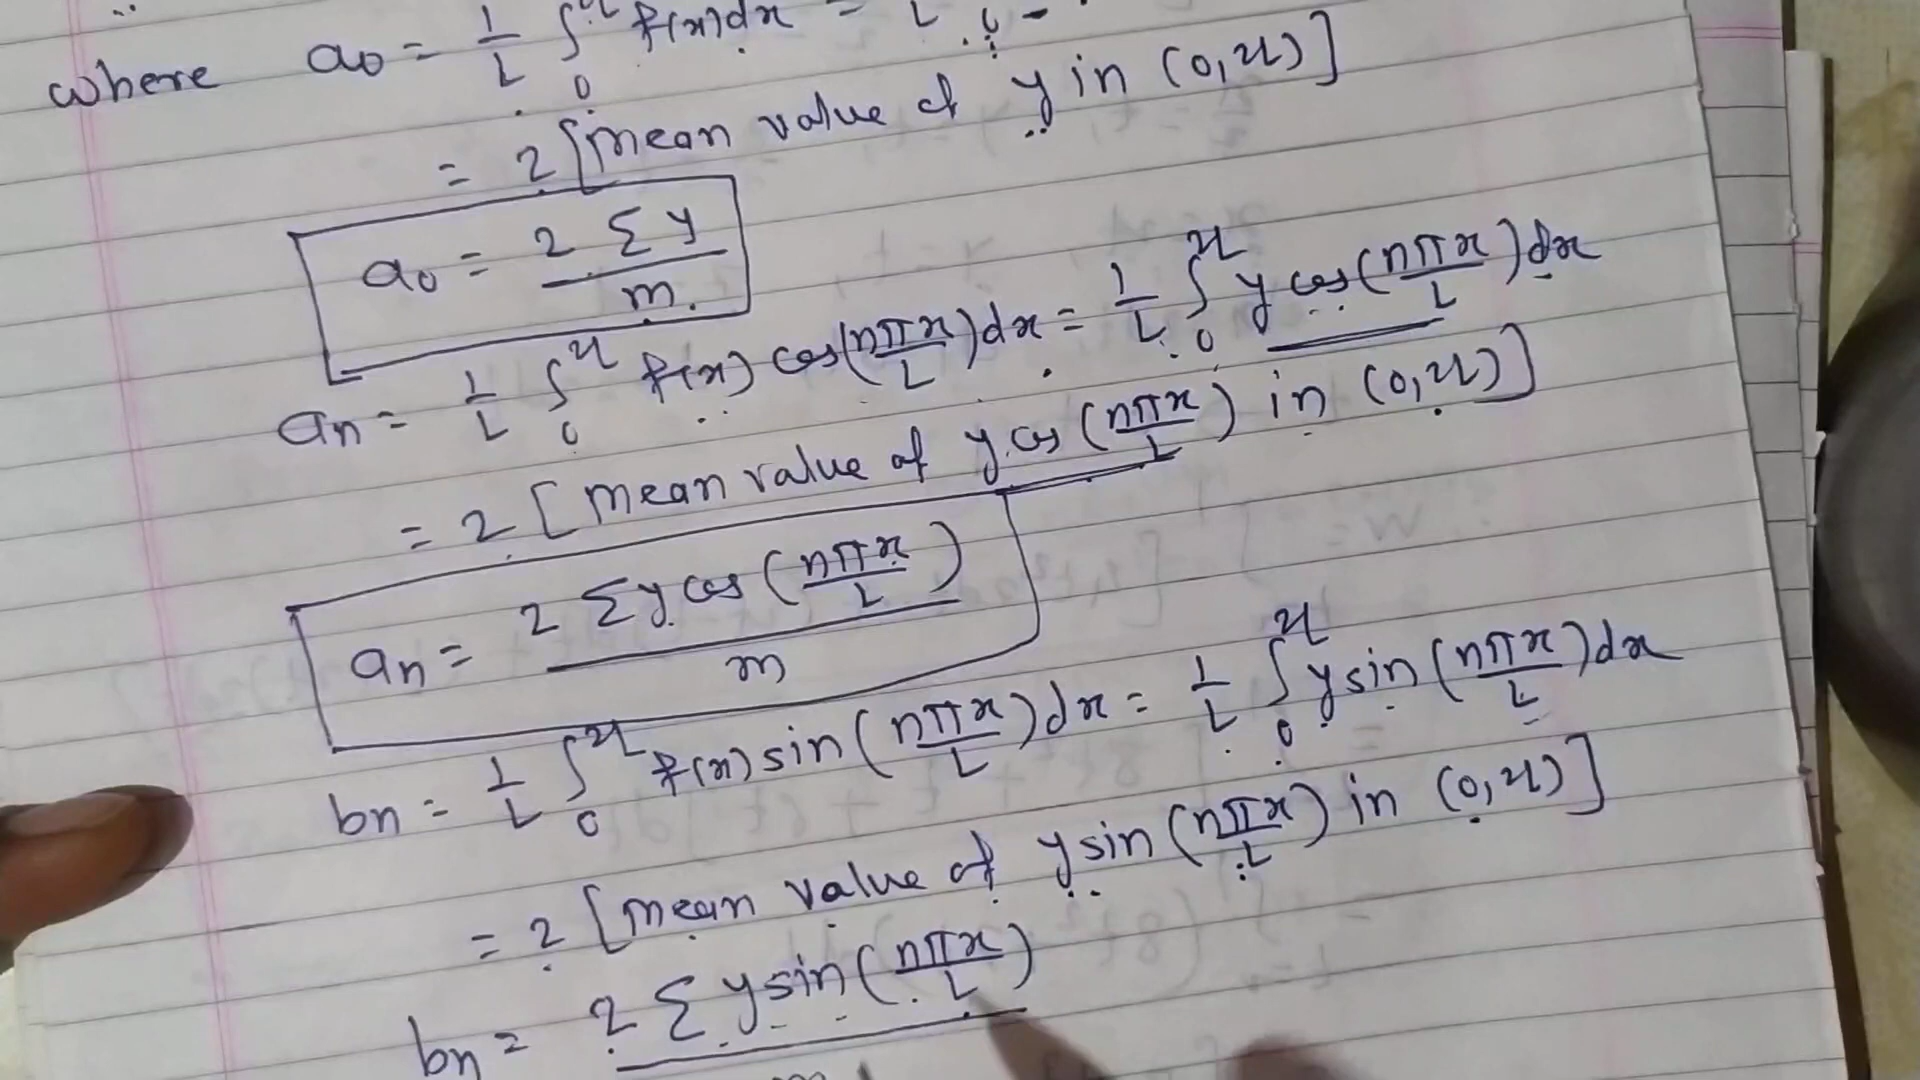 where a₀ = 1/L ∫₀^2L f(x)dx =
= 2 [mean value of y in (0,2L)]
a₀ = 2 Σy / m
an = 1/L ∫₀^2L f(x) cos(nπx/L)dx = 1/L ∫₀^2L y cos(nπx/L)dx
= 2 [mean value of y cos(nπx/L) in (0,2L)]
an = 2 Σy cos(nπx/L) / m
bn = 1/L ∫₀^2L f(x) sin(nπx/L)dx = 1/L ∫₀^2L y sin(nπx/L)dx
= 2 [mean value of y sin(nπx/L) in (0,2L)]
bn = 2 Σ y sin(nπx/L) / m